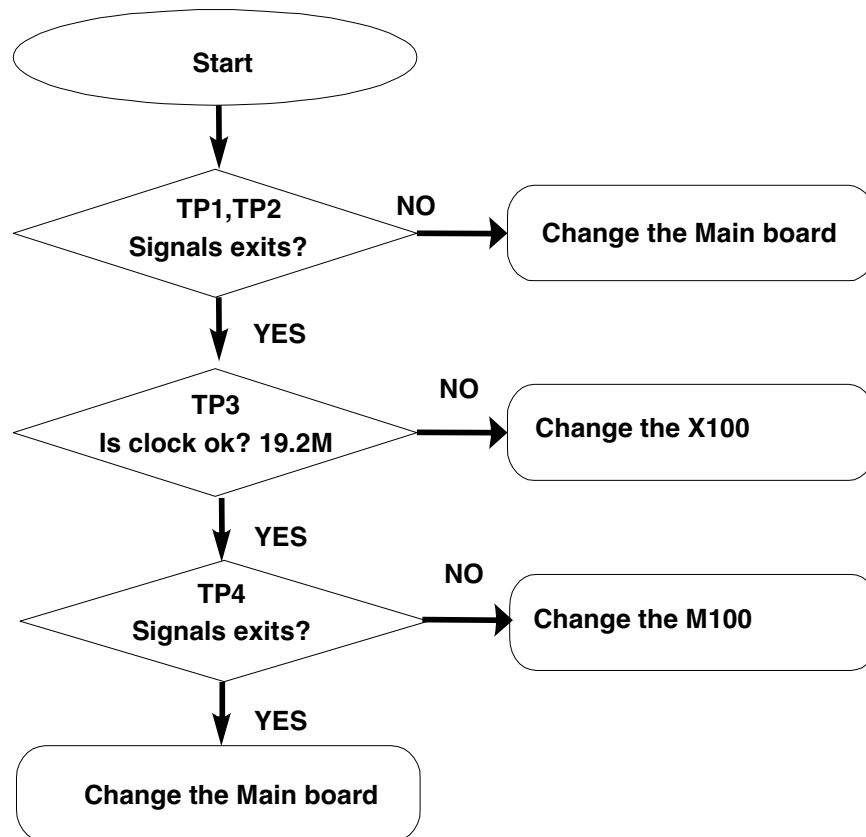 Start
TP1,TP2
Signals exits?
NO
Change the Main board
YES
TP3
Is clock ok? 19.2M
NO
Change the X100
YES
TP4
Signals exits?
NO
Change the M100
YES
Change the Main board